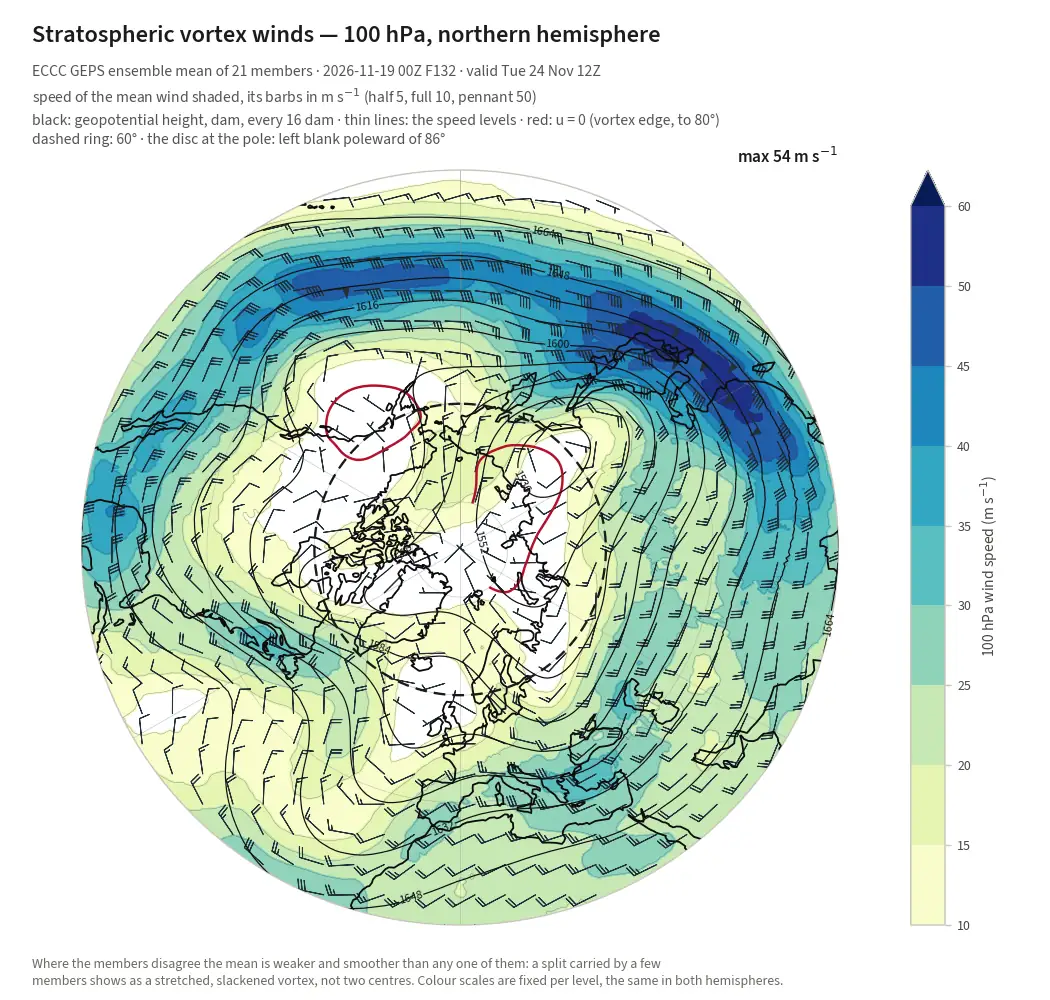 Stratospheric vortex winds — 100 hPa, northern hemisphere
ECCC GEPS ensemble mean of 21 members · 2026-11-19 00Z F132 · valid Tue 24 Nov 12Z
speed of the mean wind shaded, its barbs in m s⁻¹ (half 5, full 10, pennant 50)
black: geopotential height, dam, every 16 dam · thin lines: the speed levels · red: u = 0 (vortex edge, to 80°)
dashed ring: 60° · the disc at the pole: left blank poleward of 86°
max 54 m s⁻¹
1664
1648
1616
1600
1552
1584
1664
1648
60
50
45
40
35
30
25
20
15
10
100 hPa wind speed (m s⁻¹)
Where the members disagree the mean is weaker and smoother than any one of them: a split carried by a few
members shows as a stretched, slackened vortex, not two centres. Colour scales are fixed per level, the same in both hemispheres.